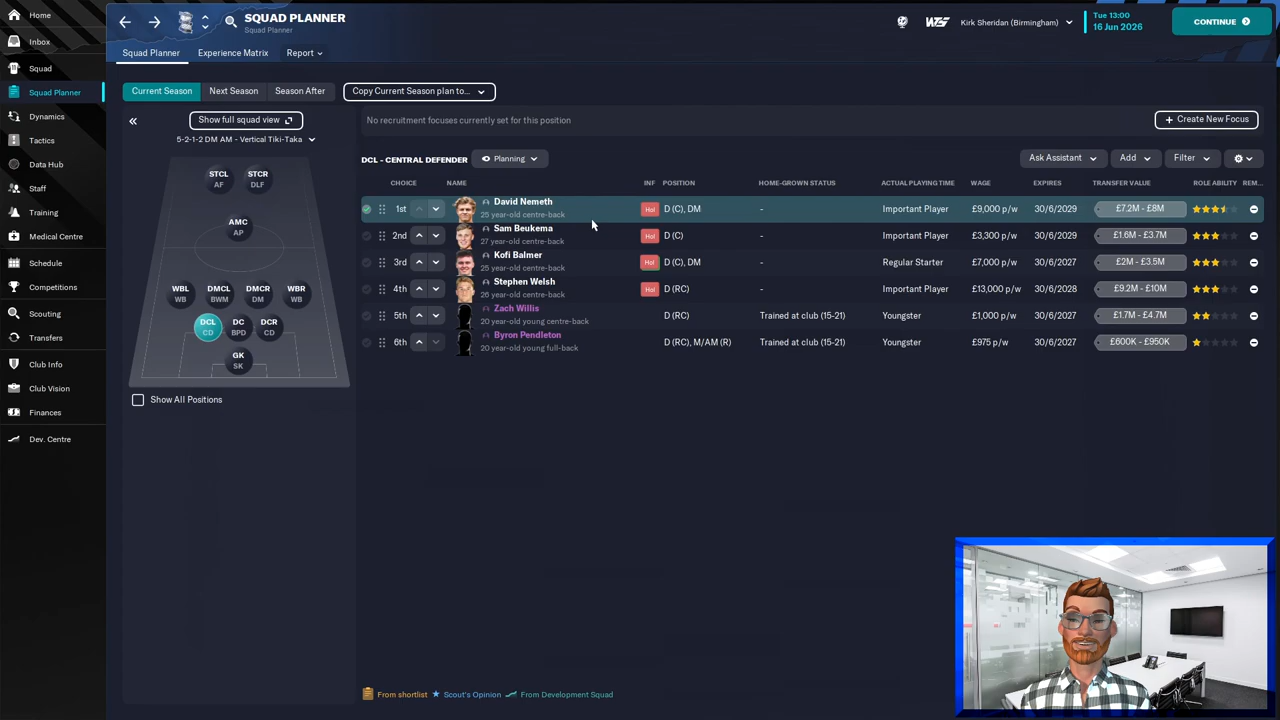 Home
SQUAD PLANNER
Squad Planner
Kirk Sheridan (Birmingham)
Tue 13:00
16 Jun 2026
CONTINUE
Inbox
Squad
Squad Planner
Dynamics
Tactics
Data Hub
Staff
Training
Medical Centre
Schedule
Competitions
Scouting
Transfers
Club Info
Club Vision
Finances
Dev. Centre
Squad Planner Experience Matrix Report
Current Season Next Season Season After Copy Current Season plan to...
Show full squad view
5-2-1-2 DM AM - Vertical Tiki-Taka
STCL STCR
AF DLF
AMC
AP
WBL DMCL DMCR WBR
WB BWM DM WB
DCL DC DCR
CD BPD CD
GK
SK
Show All Positions
No recruitment focuses currently set for this position
Create New Focus
DCL - CENTRAL DEFENDER Planning Ask Assistant Add Filter
CHOICE NAME INF POSITION HOME-GROWN STATUS ACTUAL PLAYING TIME WAGE EXPIRES TRANSFER VALUE ROLE ABILITY REM...
1st David Nemeth Hol D (C), DM - Important Player £9,000 p/w 30/6/2029 £7.2M - £8M
25 year-old centre-back
2nd Sam Beukema Hol D (C) - Important Player £3,300 p/w 30/6/2029 £1.6M - £3.7M
27 year-old centre-back
3rd Kofi Balmer Hol D (C), DM - Regular Starter £7,000 p/w 30/6/2027 £2M - £3.5M
25 year-old centre-back
4th Stephen Welsh Hol D (RC) - Important Player £13,000 p/w 30/6/2028 £9.2M - £10M
26 year-old centre-back
5th Zach Willis D (RC) Trained at club (15-21) Youngster £1,000 p/w 30/6/2027 £1.7M - £4.7M
20 year-old young centre-back
6th Byron Pendleton D (RC), M/AM (R) Trained at club (15-21) Youngster £975 p/w 30/6/2027 £600K - £950K
20 year-old young full-back
From shortlist Scout's Opinion From Development Squad